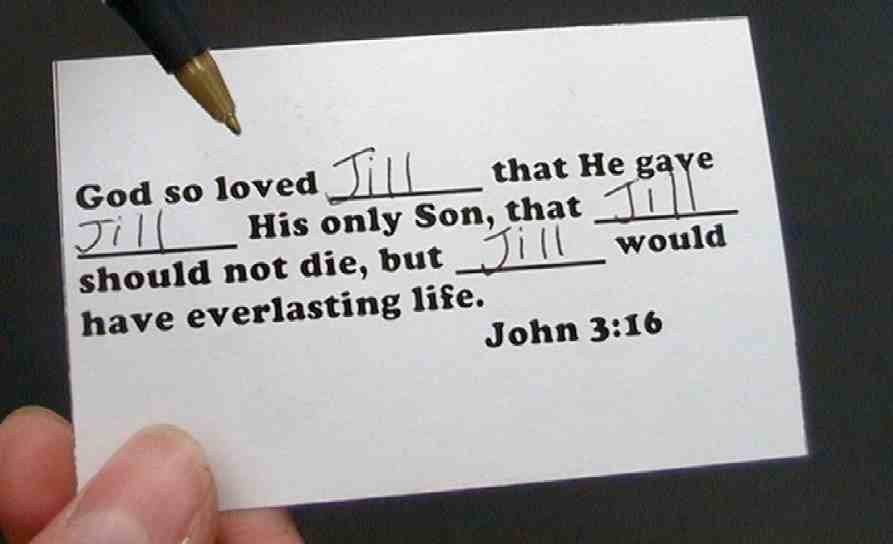 God so loved Jill that He gave
Jill His only Son, that Jill
should not die, but Jill would
have everlasting life.
John 3:16